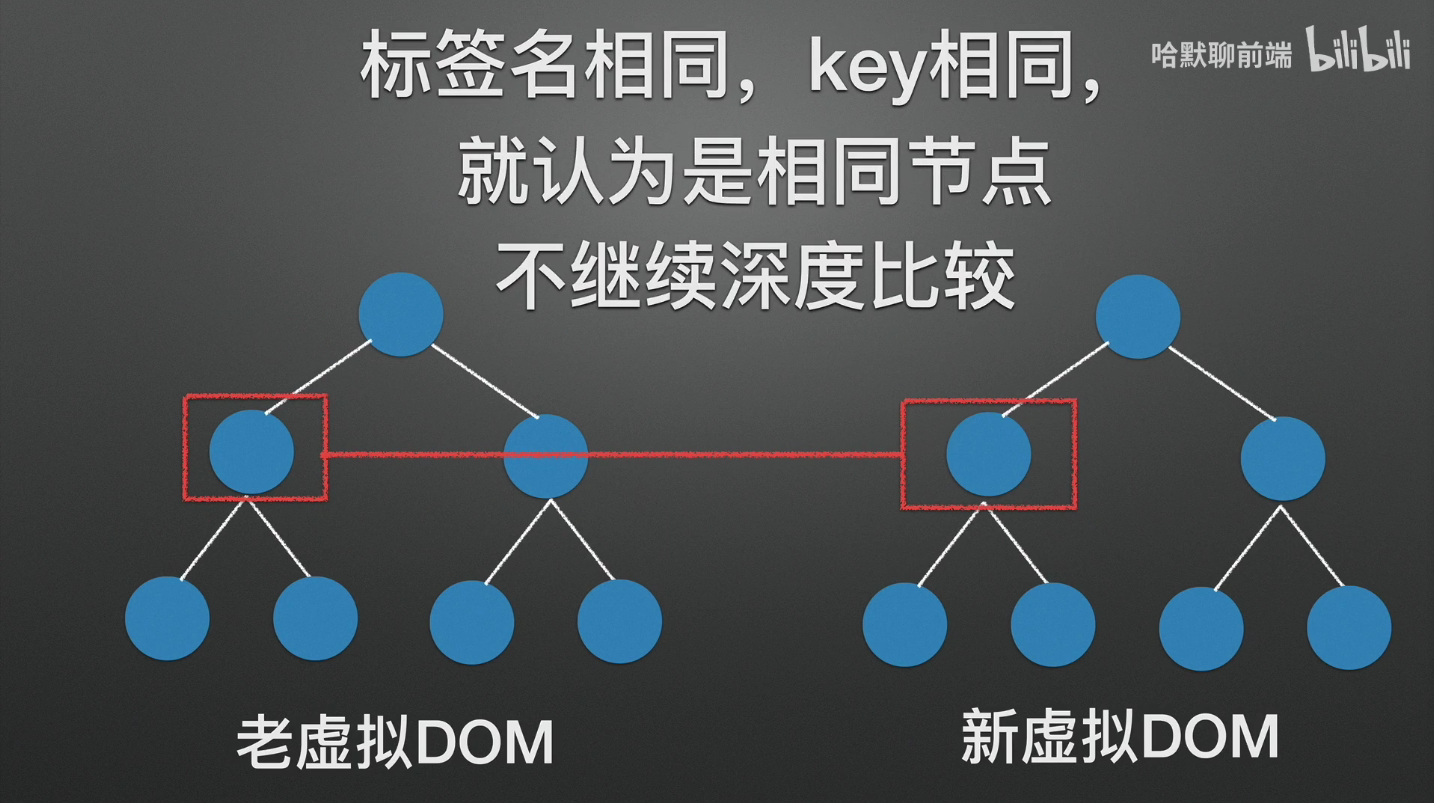 标签名相同，key相同，
哈默聊前端 bilibili
就认为是相同节点
不继续深度比较
老虚拟DOM
新虚拟DOM